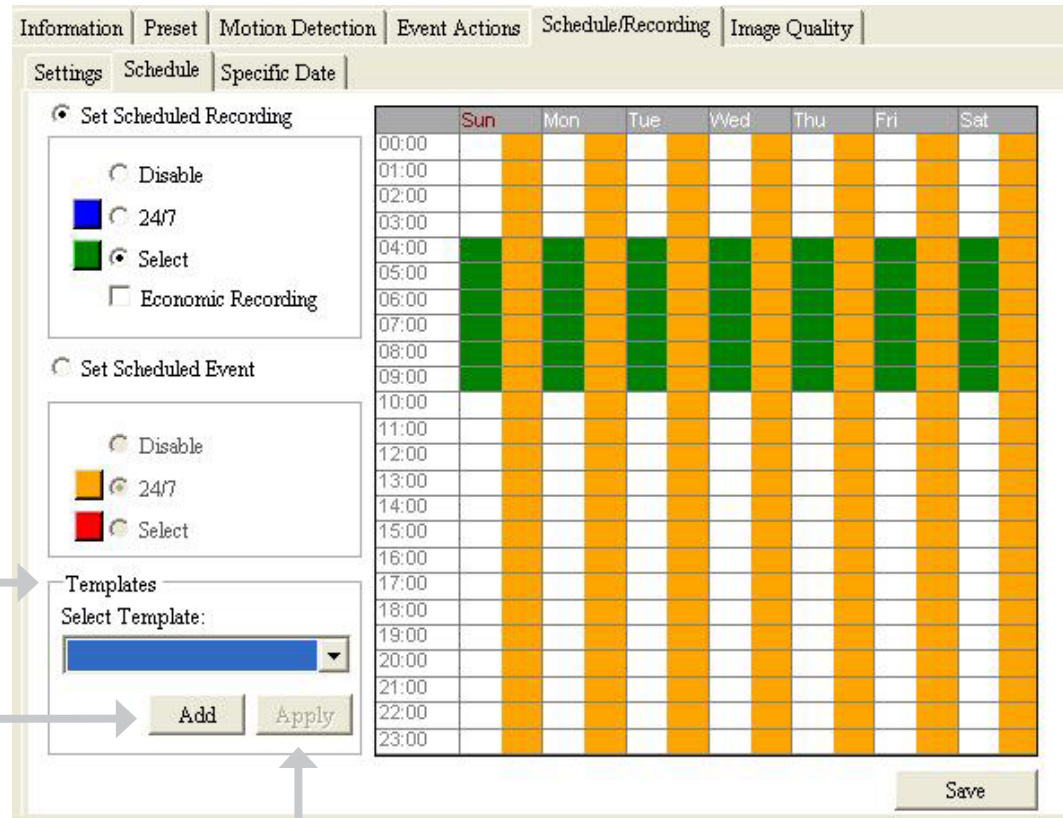 Information Preset Motion Detection Event Actions Schedule/Recording Image Quality
Settings Schedule Specific Date
Set Scheduled Recording
Disable
24/7
Select
Economic Recording
Set Scheduled Event
Disable
24/7
Select
Templates
Select Template:
Add Apply
Sun Mon Tue Wed Thu Fri Sat
00:00
01:00
02:00
03:00
04:00
05:00
06:00
07:00
08:00
09:00
10:00
11:00
12:00
13:00
14:00
15:00
16:00
17:00
18:00
19:00
20:00
21:00
22:00
23:00
Save